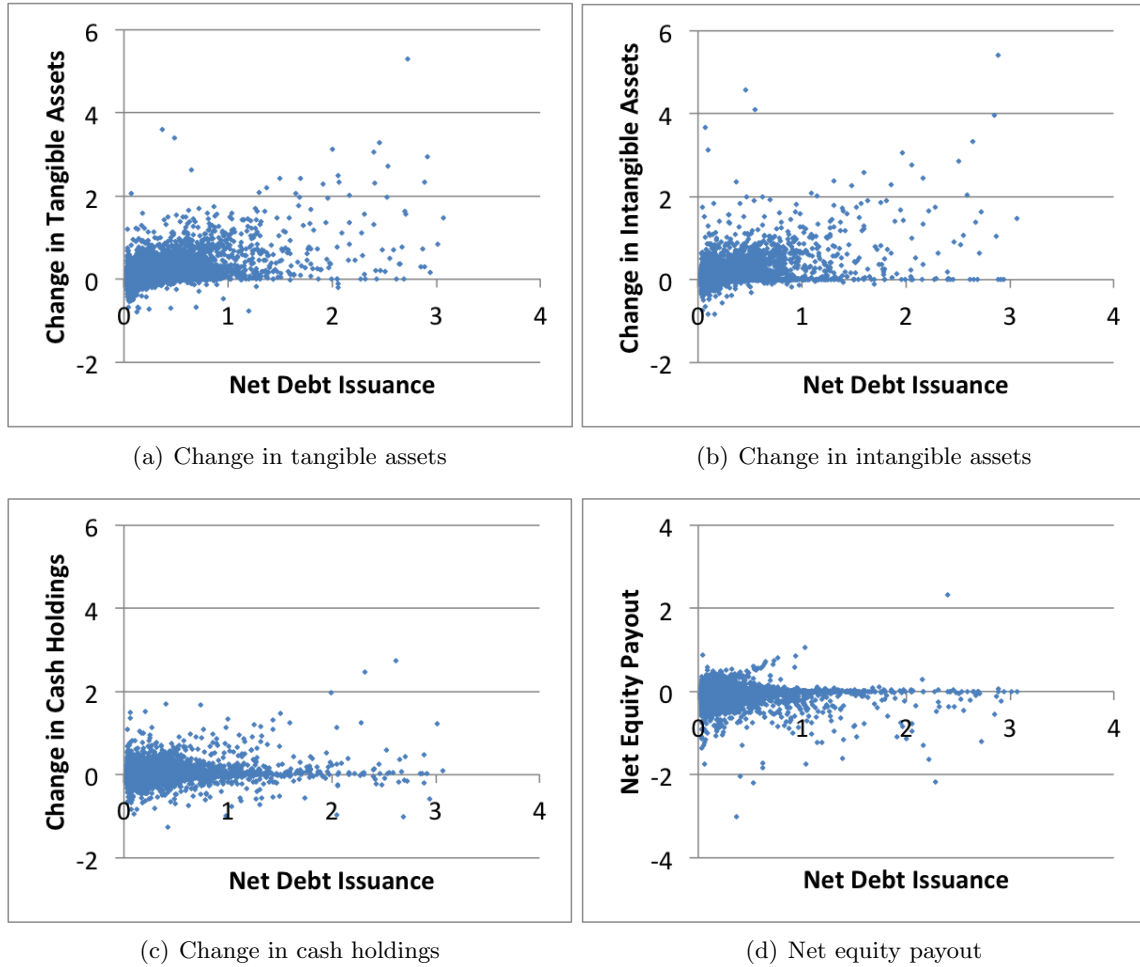 6
4
2
0
-2
0 1 2 3 4
Change in Tangible Assets
Net Debt Issuance
(a) Change in tangible assets
6
4
2
0
-2
0 1 2 3 4
Change in Intangible Assets
Net Debt Issuance
(b) Change in intangible assets
6
4
2
0
-2
0 1 2 3 4
Change in Cash Holdings
Net Debt Issuance
(c) Change in cash holdings
4
2
0
-2
-4
0 1 2 3 4
Net Equity Payout
Net Debt Issuance
(d) Net equity payout